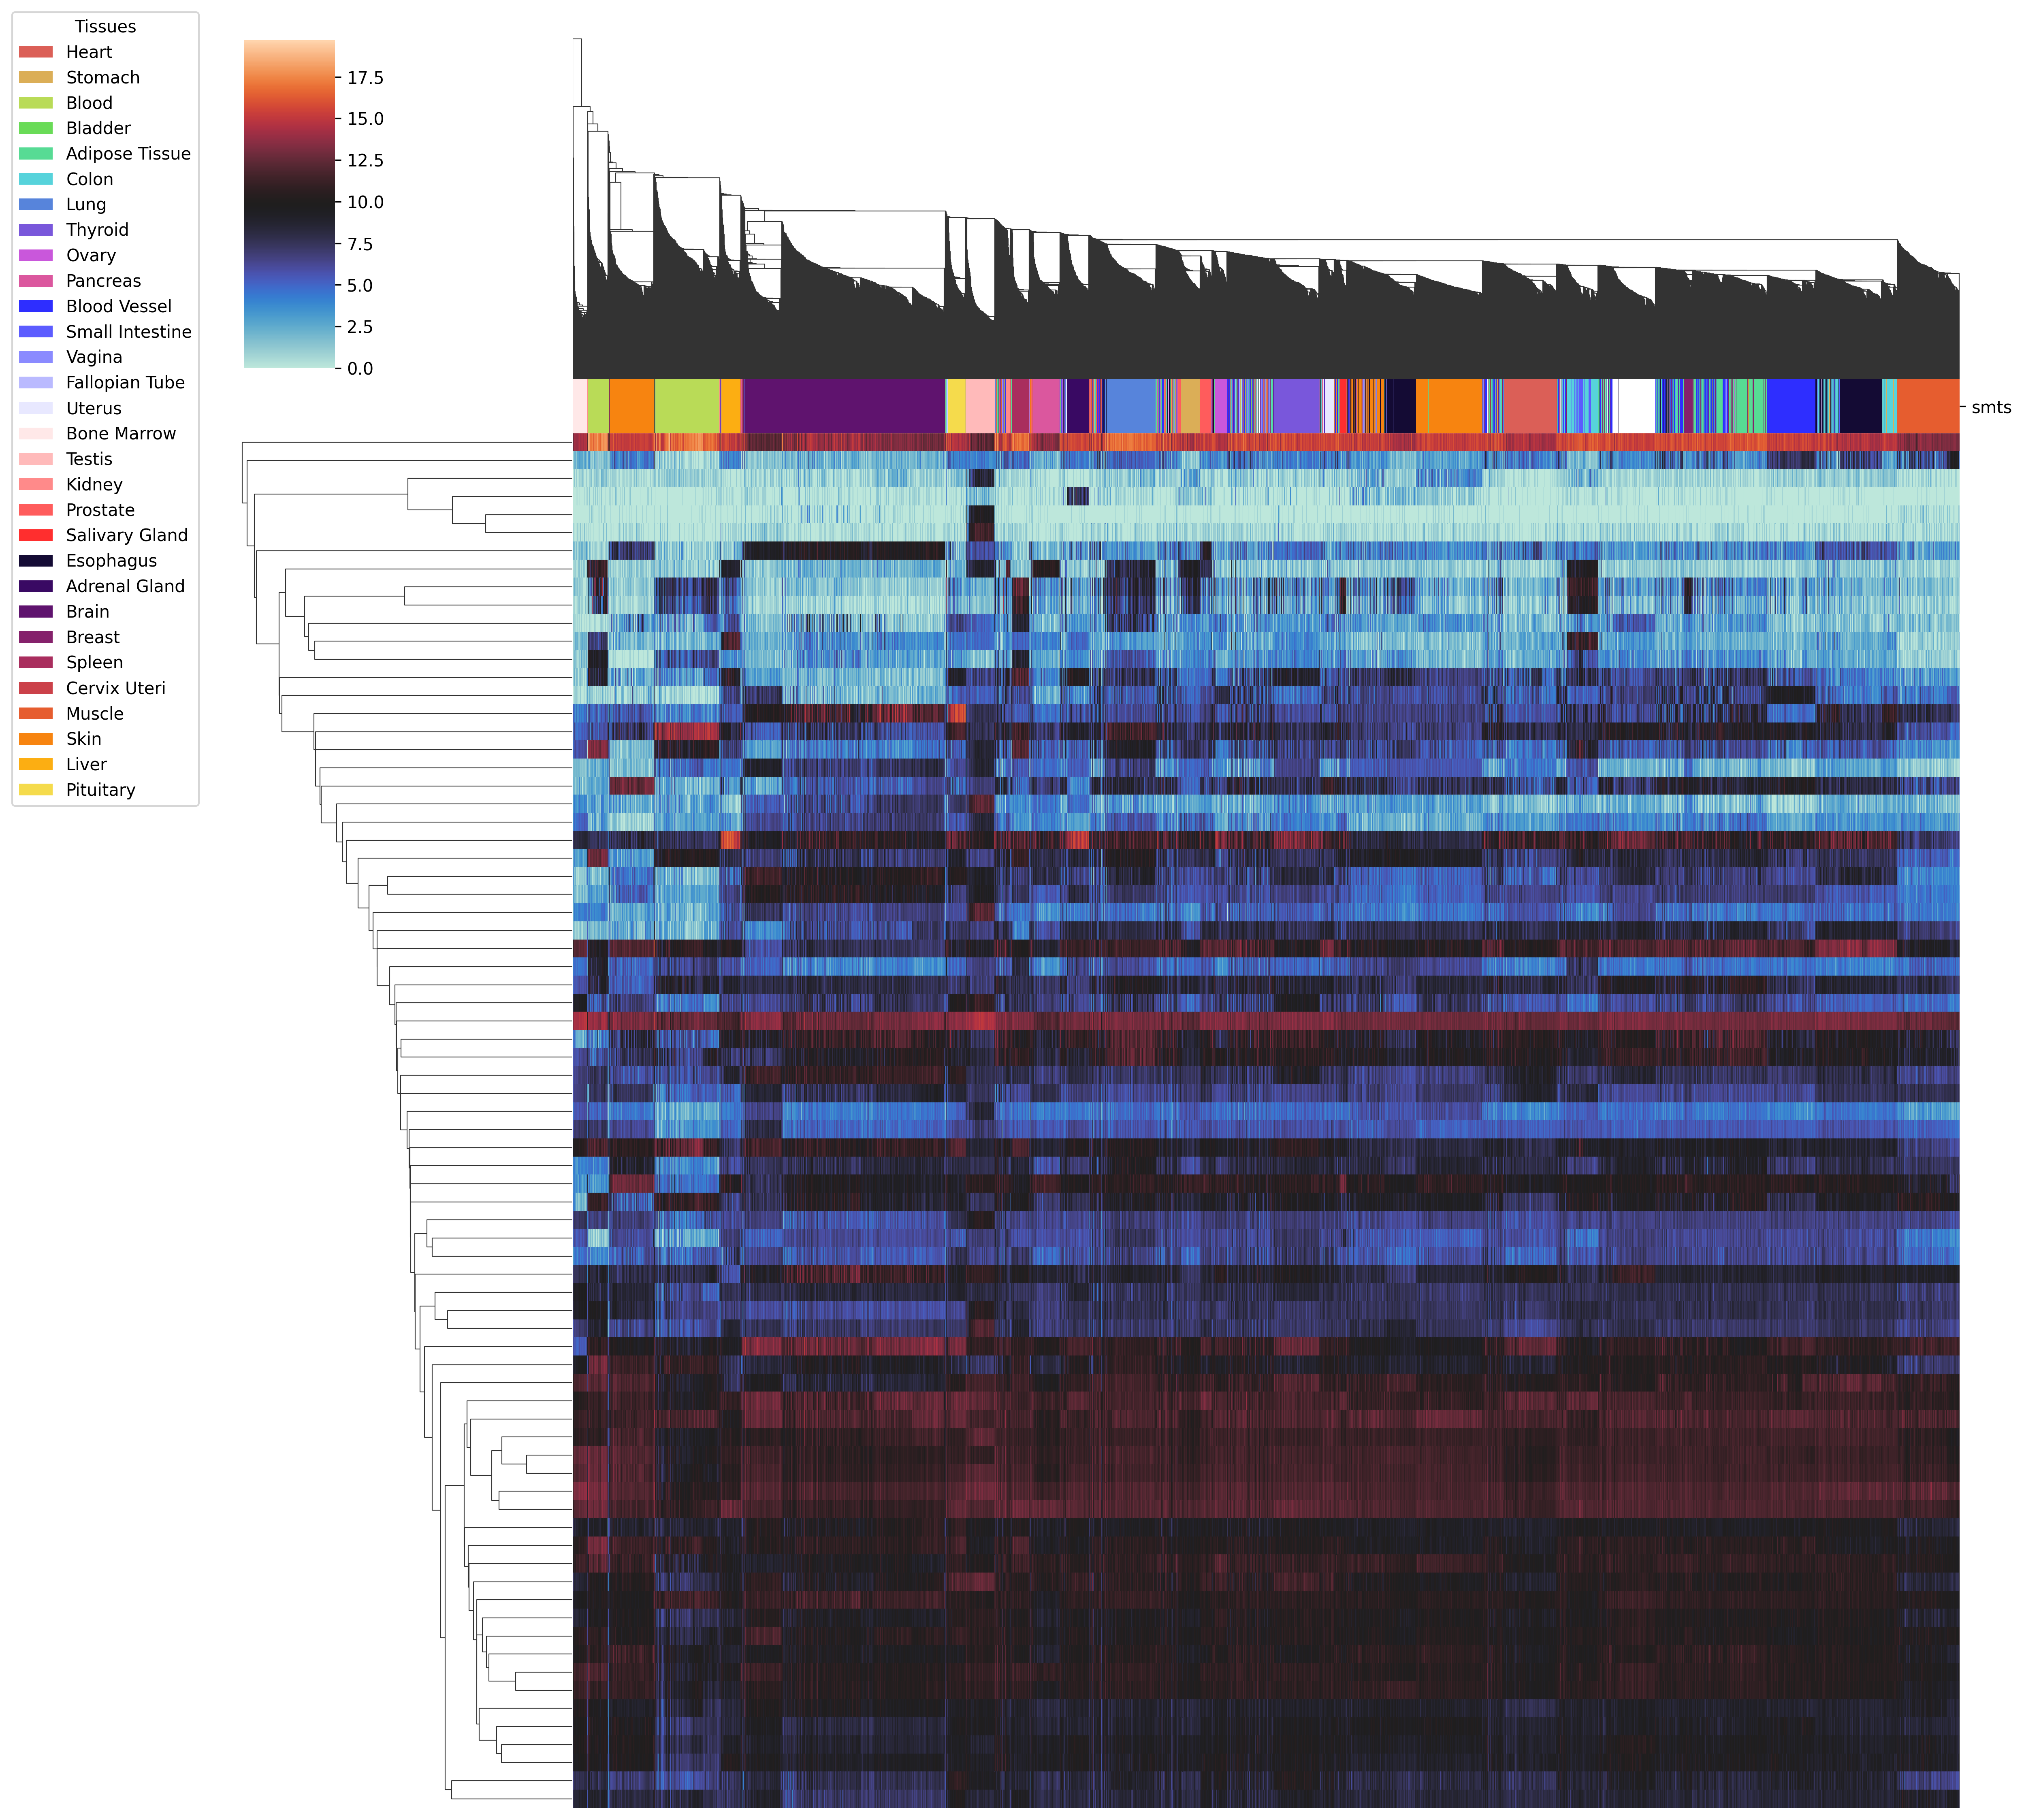 Tissues
Heart
Stomach
Blood
Bladder
Adipose Tissue
Colon
Lung
Thyroid
Ovary
Pancreas
Blood Vessel
Small Intestine
Vagina
Fallopian Tube
Uterus
Bone Marrow
Testis
Kidney
Prostate
Salivary Gland
Esophagus
Adrenal Gland
Brain
Breast
Spleen
Cervix Uteri
Muscle
Skin
Liver
Pituitary
17.5
15.0
12.5
10.0
7.5
5.0
2.5
0.0
smts